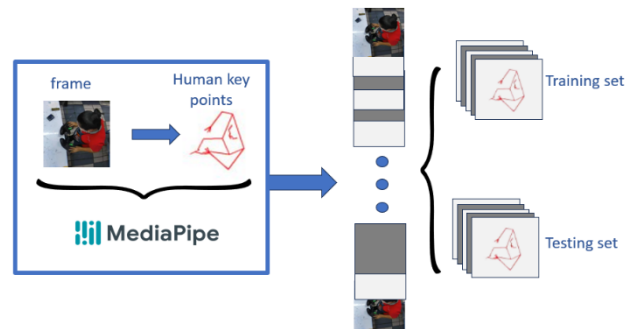 frame
Human key
points
MediaPipe
Training set
Testing set